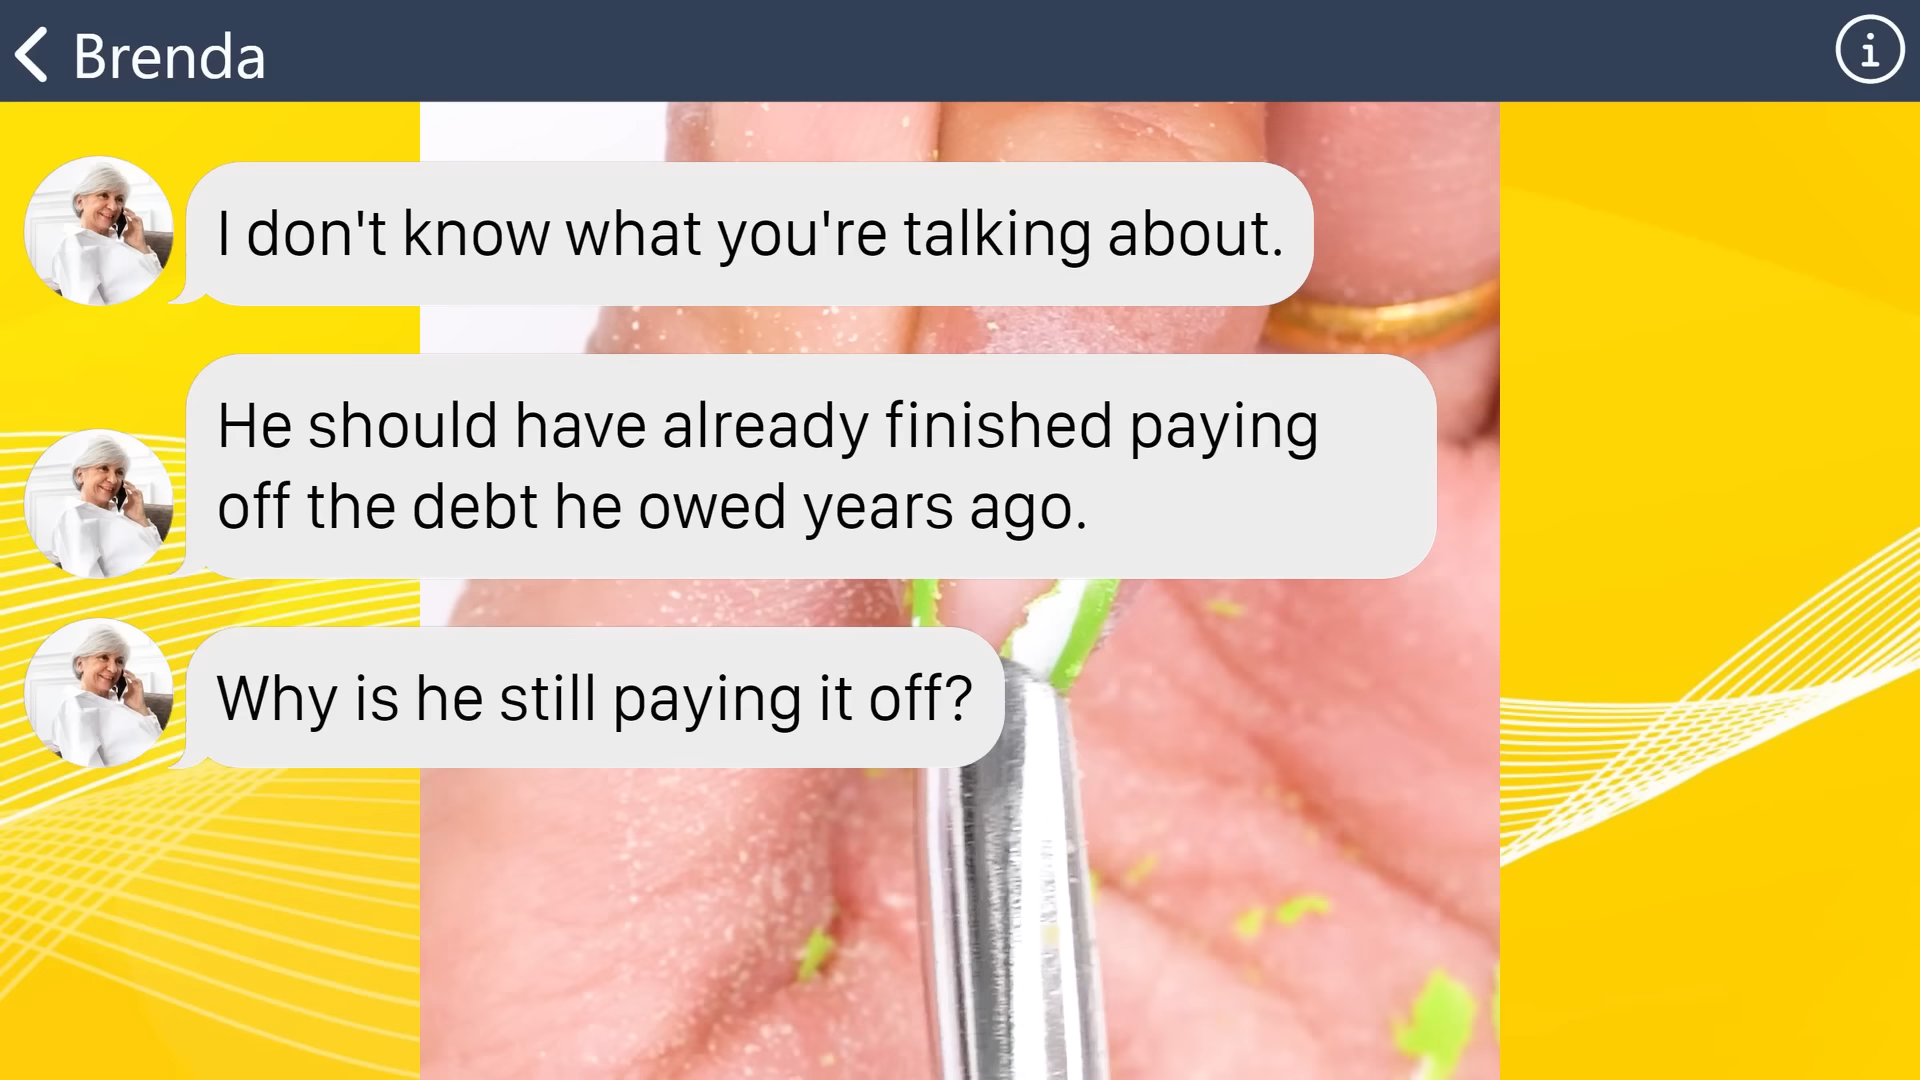 Brenda
I don't know what you're talking about.
He should have already finished paying
off the debt he owed years ago.
Why is he still paying it off?